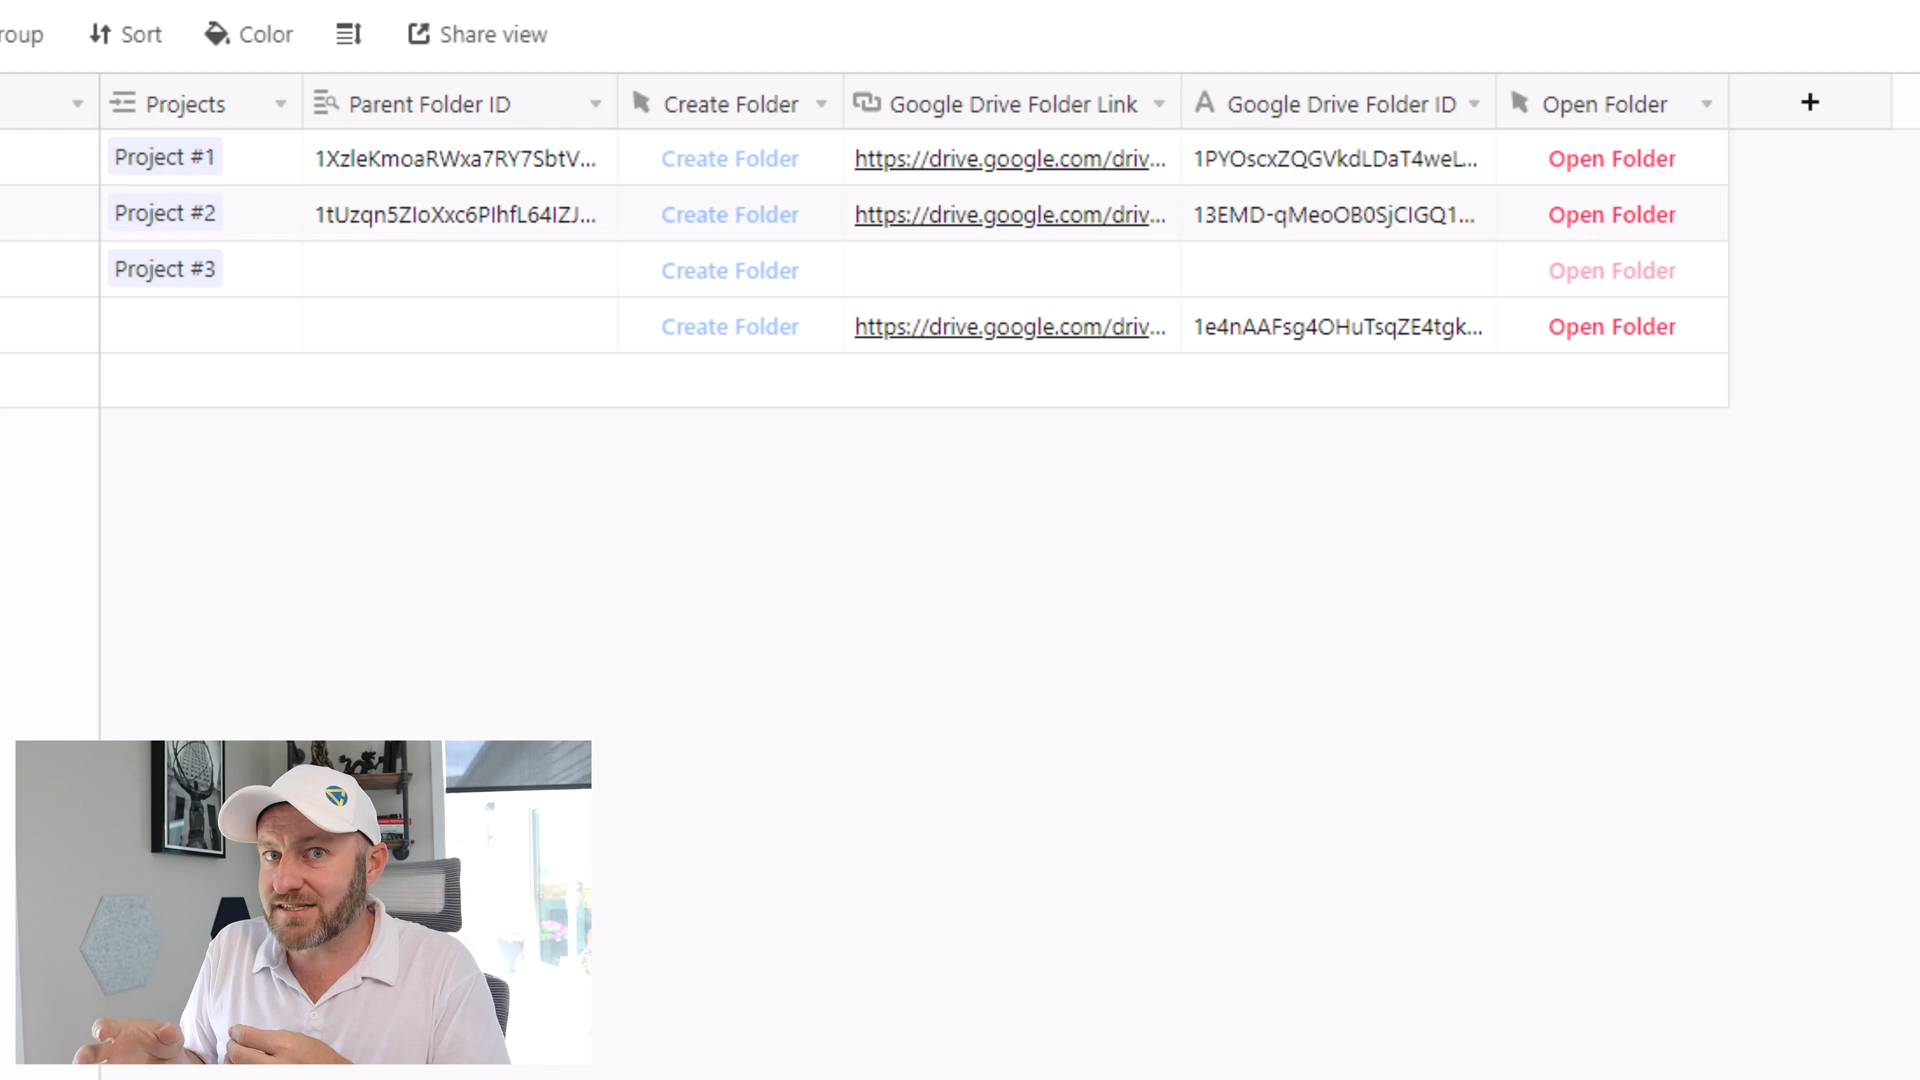 Sort Color Share view
Projects Parent Folder ID Create Folder Google Drive Folder Link Google Drive Folder ID Open Folder +
Project #1 1XzleKmoaRWxa7RY7SbtV... Create Folder https://drive.google.com/driv... 1PYOscxZQGVkdLDaT4weL... Open Folder
Project #2 1tUzqn5ZIoXxc6PIhfL64IZJ... Create Folder https://drive.google.com/driv... 13EMD-qMeoOB0SjCIGQ1... Open Folder
Project #3 Create Folder Open Folder
Create Folder https://drive.google.com/driv... 1e4nAAFsg4OHuTsqZE4tgk... Open Folder